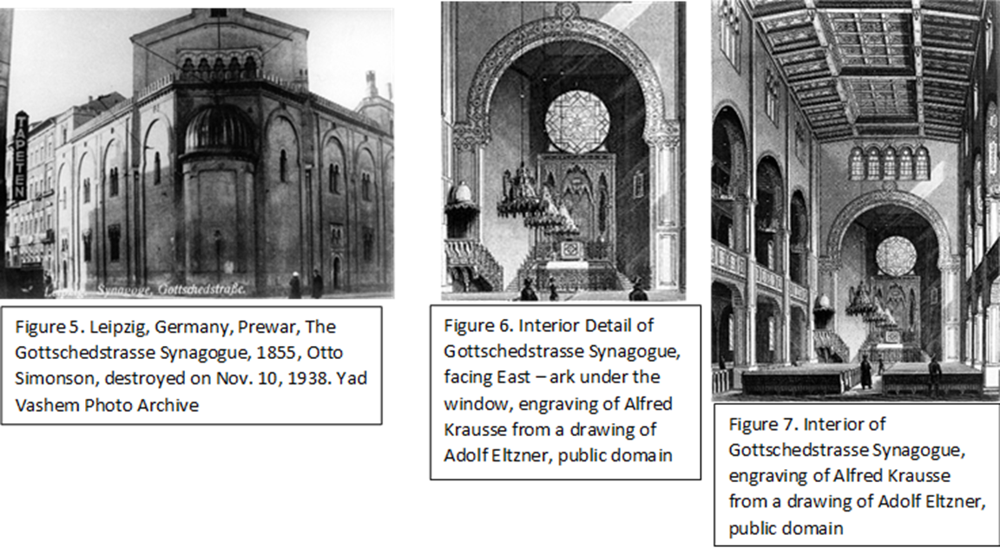 TAPETEN
Leipzig, Synagoge, Gottschedstraße.
Figure 5. Leipzig, Germany, Prewar, The
Gottschedstrasse Synagogue, 1855, Otto
Simonson, destroyed on Nov. 10, 1938. Yad
Vashem Photo Archive
Figure 6. Interior Detail of
Gottschedstrasse Synagogue,
facing East – ark under the
window, engraving of Alfred
Krausse from a drawing of
Adolf Eltzner, public domain
Figure 7. Interior of
Gottschedstrasse Synagogue,
engraving of Alfred Krausse
from a drawing of Adolf Eltzner,
public domain